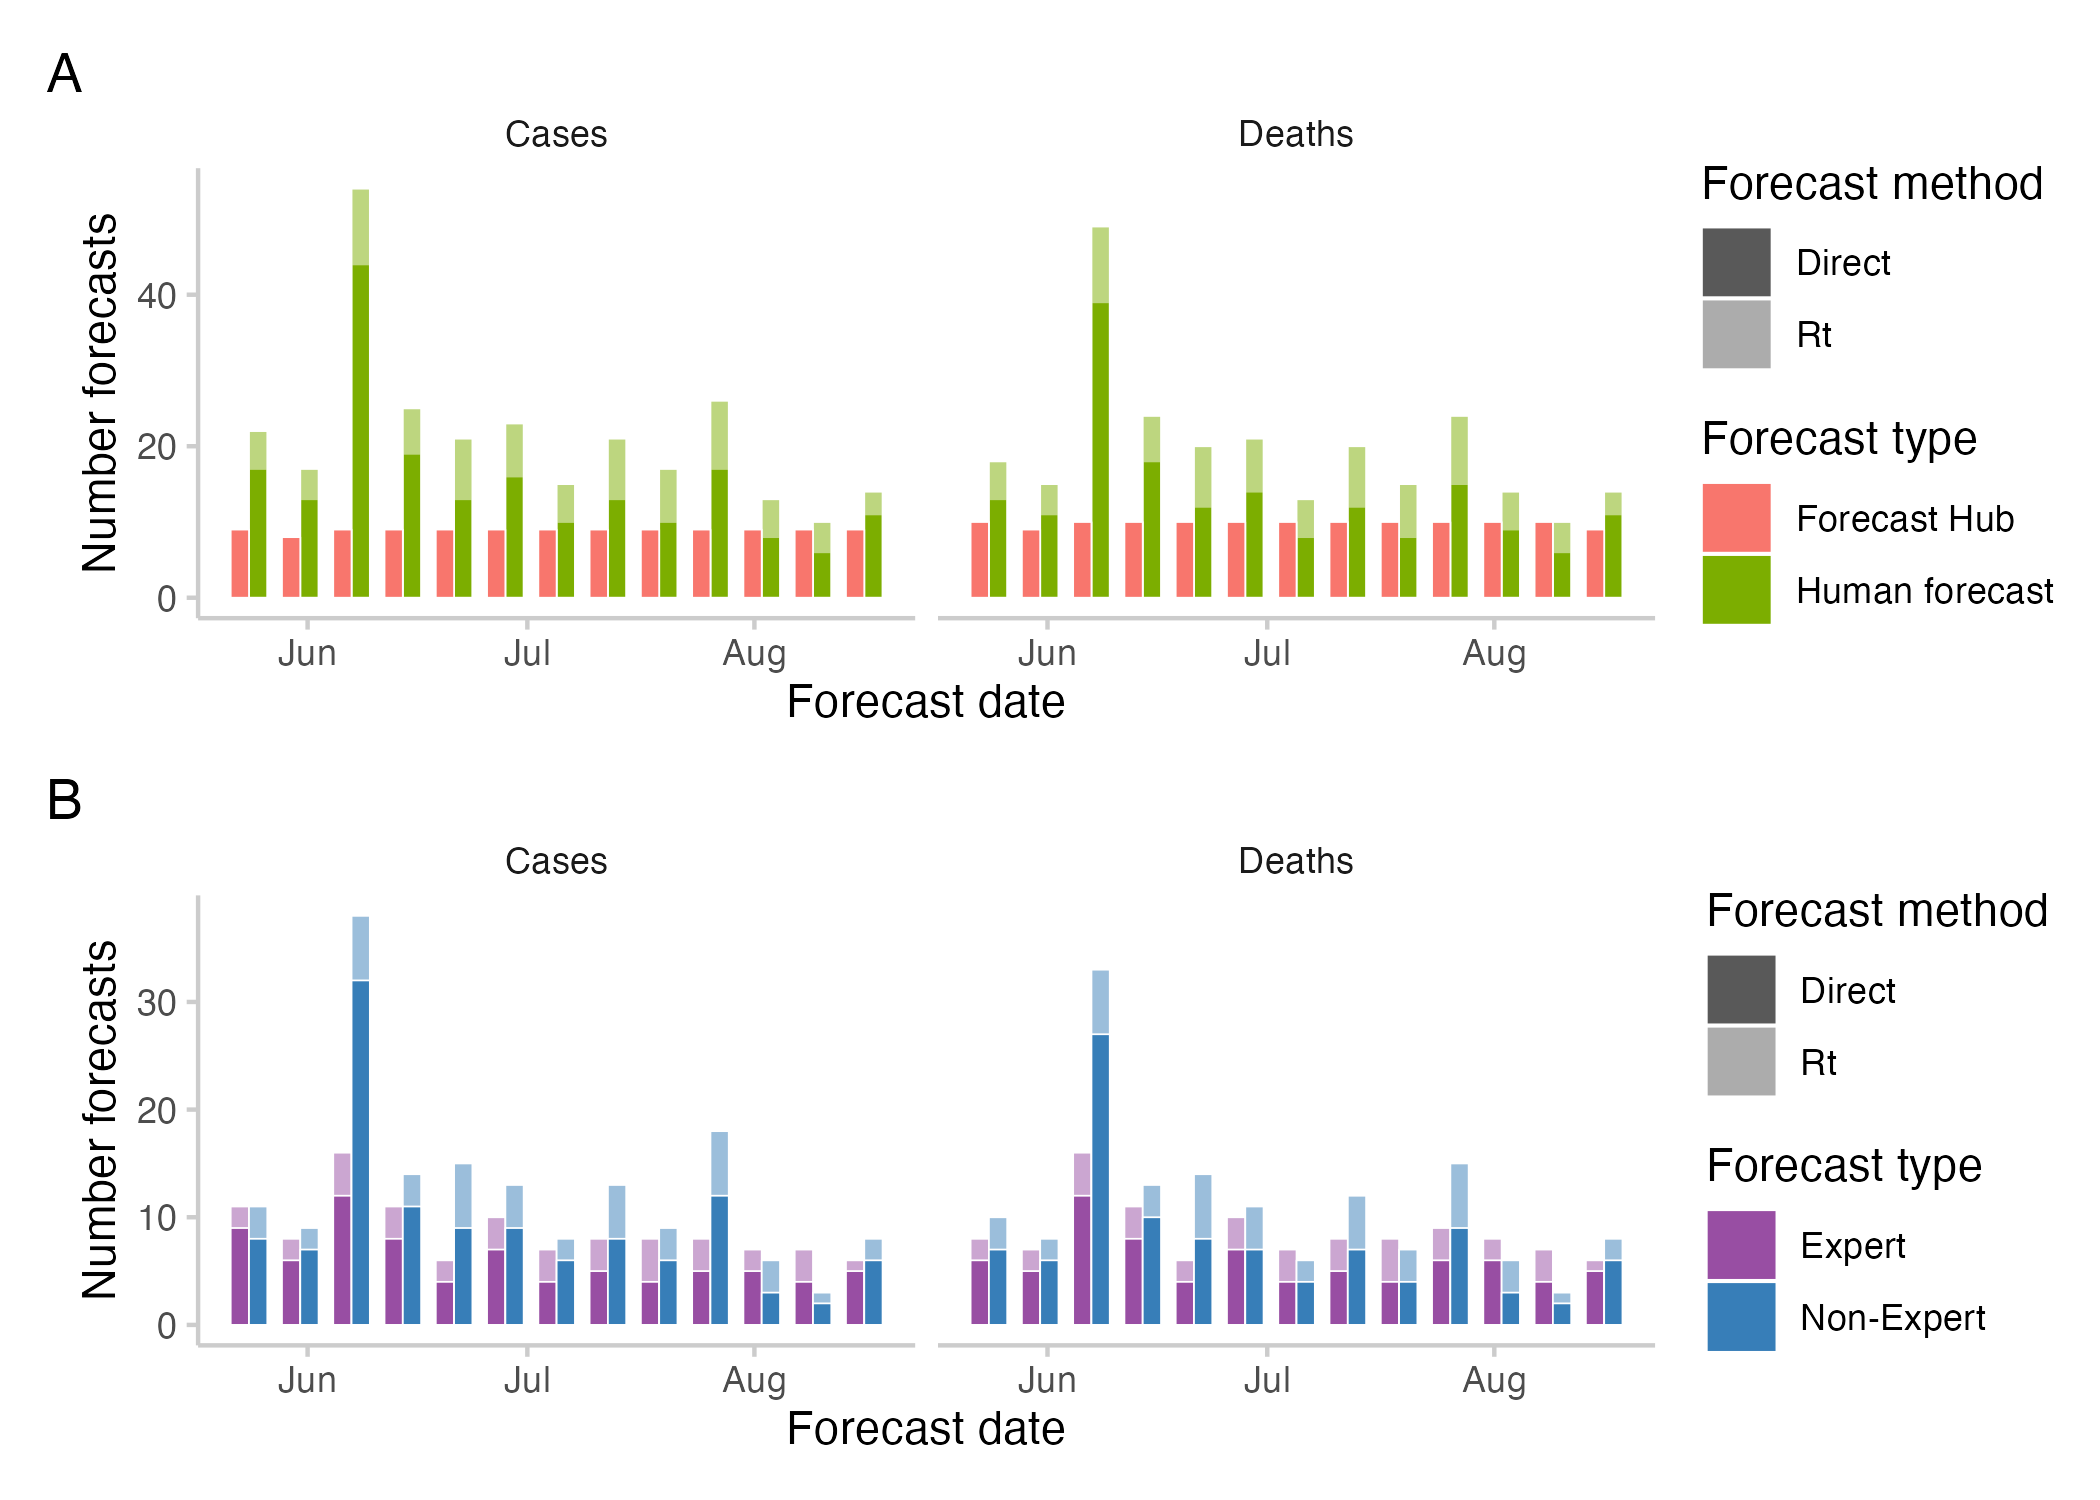 A
Cases
Deaths
Number forecasts
40
20
0
Jun
Jul
Aug
Jun
Jul
Aug
Forecast date
Forecast method
Direct
Rt
Forecast type
Forecast Hub
Human forecast
B
Cases
Deaths
Number forecasts
30
20
10
0
Jun
Jul
Aug
Jun
Jul
Aug
Forecast date
Forecast method
Direct
Rt
Forecast type
Expert
Non-Expert